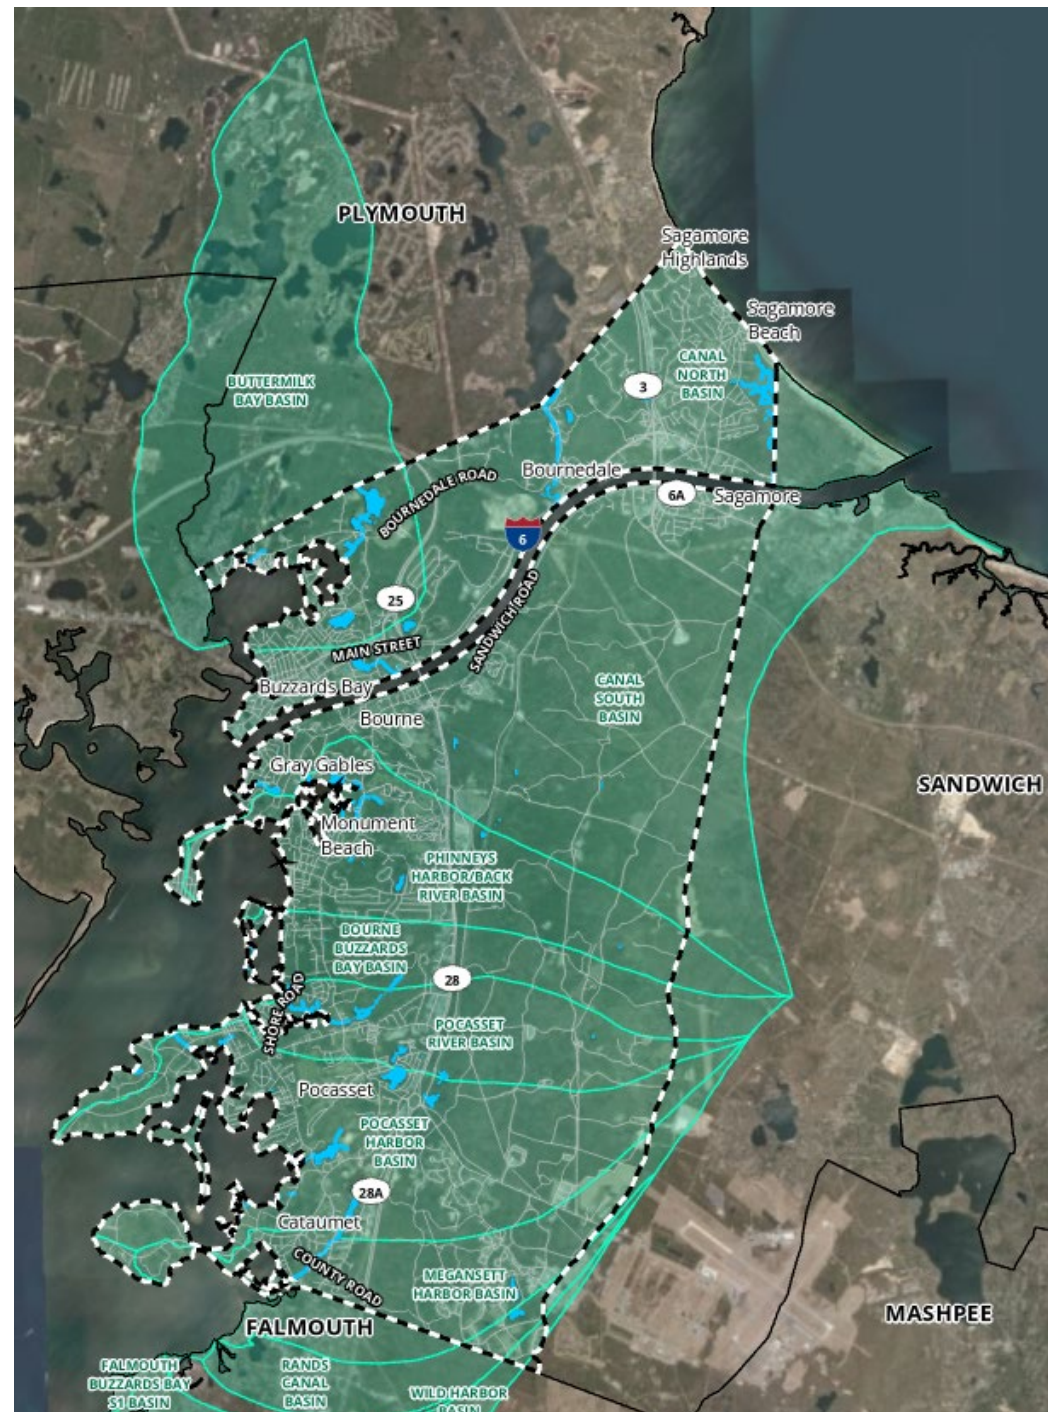 PLYMOUTH
Sagamore
Highlands
Sagamore
Beach
CANAL
NORTH
BASIN
3
BUTTERMILK
BAY BASIN
Bournedale
BOURNEDALE ROAD
6A
Sagamore
6
25
SANDWICH ROAD
MAIN STREET
Buzzards Bay
CANAL
SOUTH
BASIN
Bourne
Gray Gables
SANDWICH
Monument
Beach
PHINNEYS
HARBOR/BACK
RIVER BASIN
BOURNE
BUZZARDS
BAY BASIN
28
SHORE ROAD
POCASSET
RIVER BASIN
Pocasset
POCASSET
HARBOR
BASIN
28A
Cataumet
COUNTY ROAD
MEGANSETT
HARBOR BASIN
MASHPEE
FALMOUTH
FALMOUTH
BUZZARDS BAY
S1 BASIN
RANDS
CANAL
BASIN
WILD HARBOR
BASIN